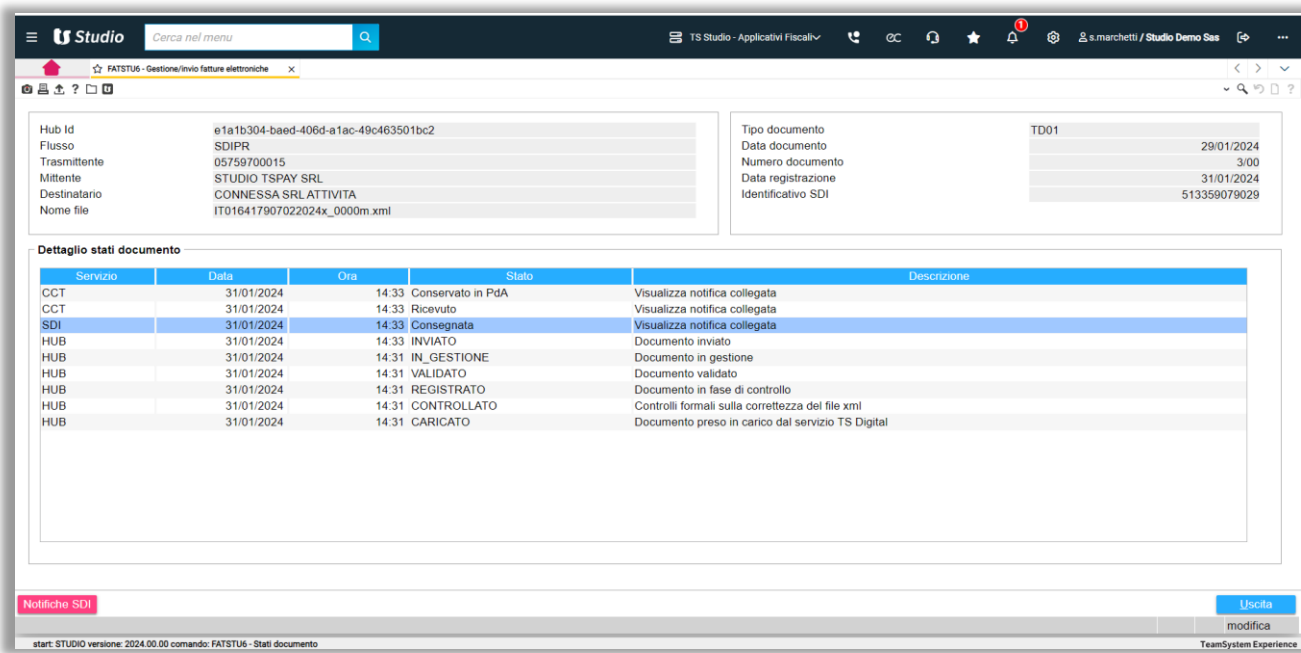 Studio Cerca nel menu TS Studio - Applicativi Fiscali 1 s.marchetti / Studio Demo Sas
FATSTU6 - Gestione/invio fatture elettroniche
Hub Id e1a1b304-baed-406d-a1ac-49c463501bc2 Tipo documento TD01
Flusso SDIPR Data documento 29/01/2024
Trasmittente 05759700015 Numero documento 3/00
Mittente STUDIO TSPAY SRL Data registrazione 31/01/2024
Destinatario CONNESSA SRL ATTIVITA Identificativo SDI 513359079029
Nome file IT016417907022024x_0000m.xml
Dettaglio stati documento
Servizio Data Ora Stato Descrizione
CCT 31/01/2024 14:33 Conservato in PdA Visualizza notifica collegata
CCT 31/01/2024 14:33 Ricevuto Visualizza notifica collegata
SDI 31/01/2024 14:33 Consegnata Visualizza notifica collegata
HUB 31/01/2024 14:33 INVIATO Documento inviato
HUB 31/01/2024 14:31 IN_GESTIONE Documento in gestione
HUB 31/01/2024 14:31 VALIDATO Documento validato
HUB 31/01/2024 14:31 REGISTRATO Documento in fase di controllo
HUB 31/01/2024 14:31 CONTROLLATO Controlli formali sulla correttezza del file xml
HUB 31/01/2024 14:31 CARICATO Documento preso in carico dal servizio TS Digital
Notifiche SDI Uscita
modifica
start: STUDIO versione: 2024.00.00 comando: FATSTU6 - Stati documento TeamSystem Experience